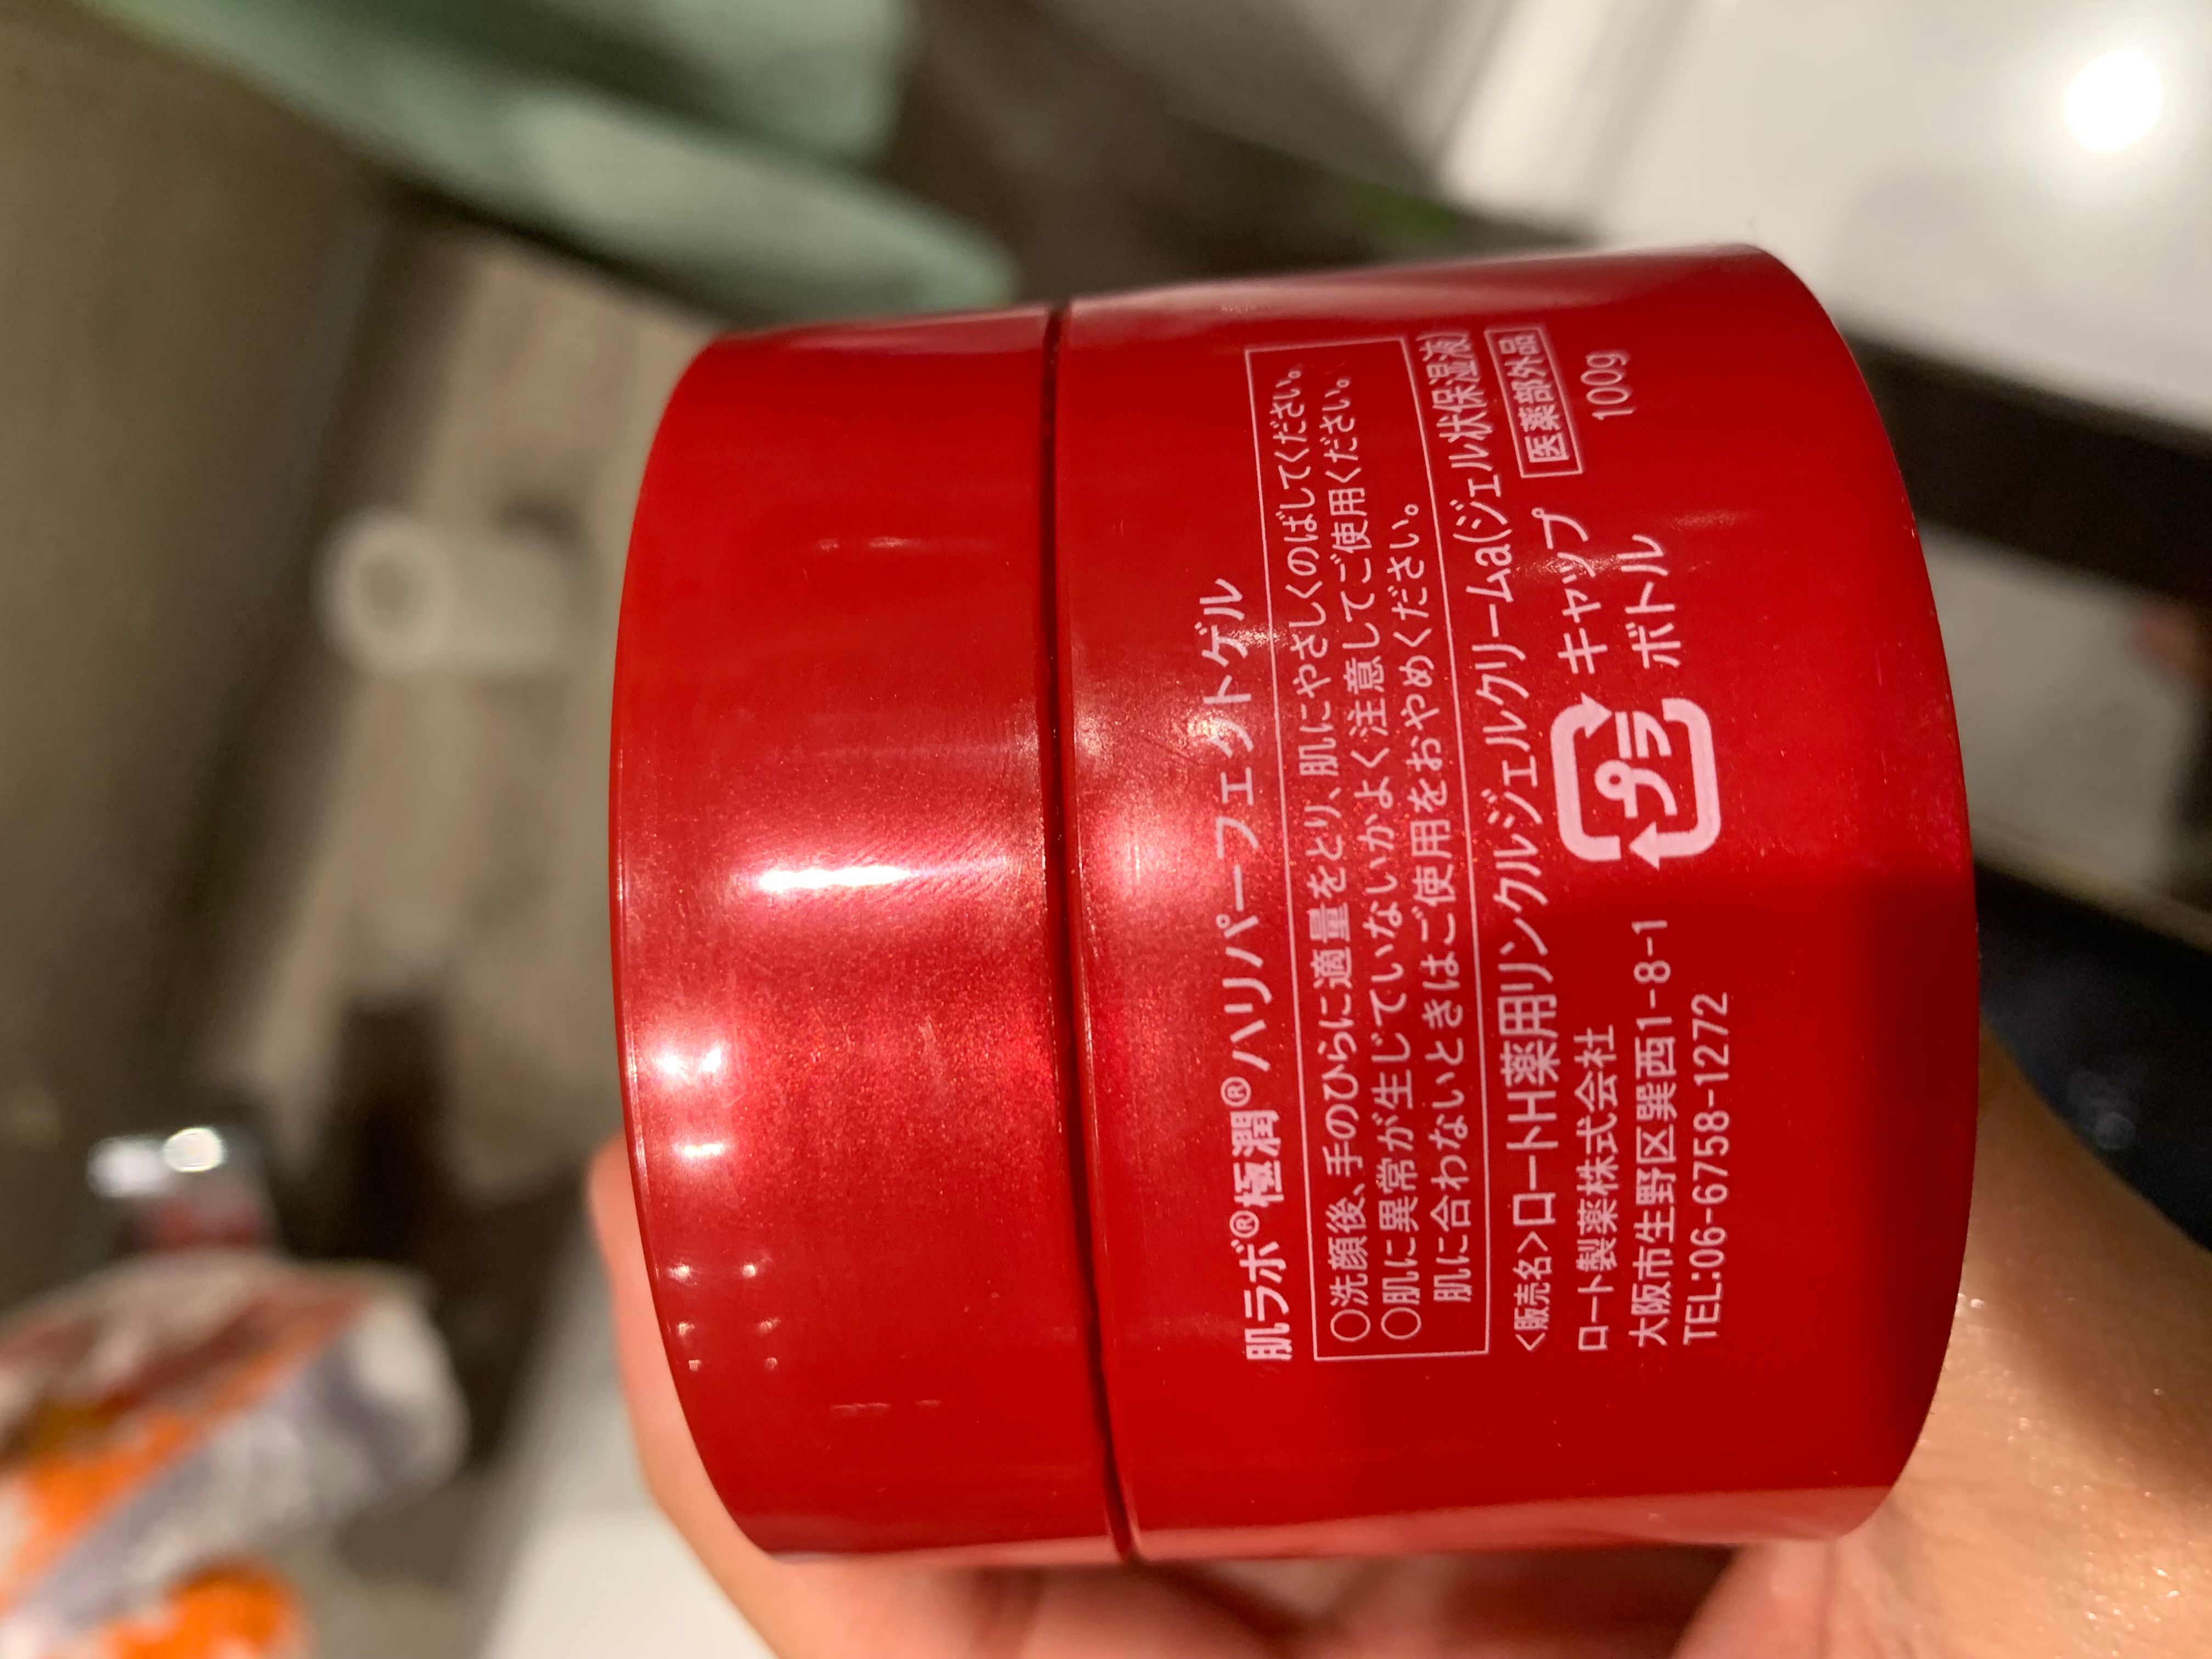 肌ラボ®極潤®ハリパーフェクトゲル
○洗顔後、手のひらに適量をとり、肌にやさしくのばしてください。
○肌に異常が生じていないかよく注意してご使用ください。
肌に合わないときはご使用をおやめください。
<販売名>ロートH薬用リンクルジェルクリームa(ジェル状保湿液
ロート製薬株式会社
大阪市生野区巽西1-8-1
TEL:06-6758-1272
プラ
キャップ
ボトル
医薬部外品
100g